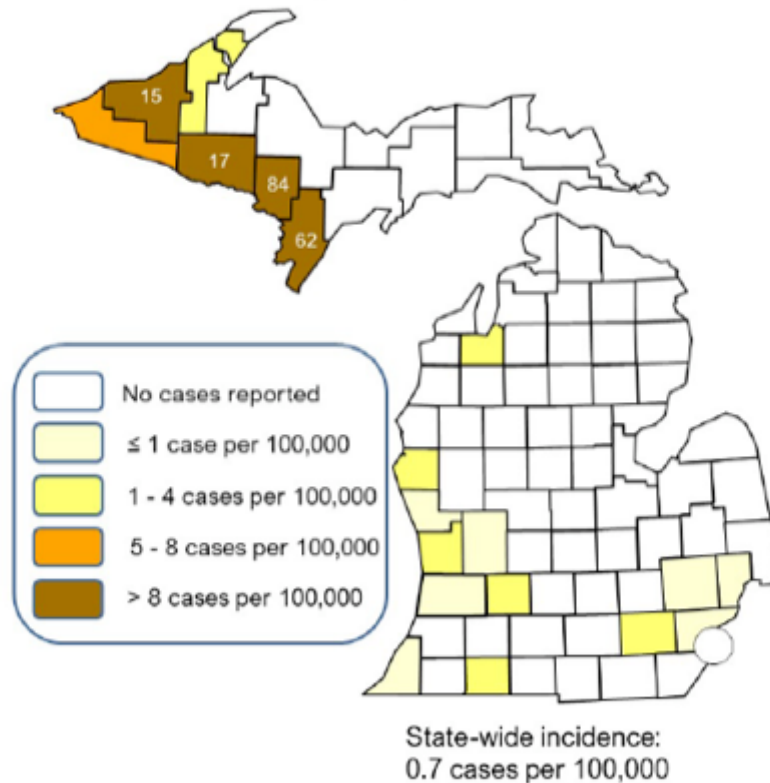 15
17
84
62
No cases reported
≤ 1 case per 100,000
1 - 4 cases per 100,000
5 - 8 cases per 100,000
> 8 cases per 100,000
State-wide incidence:
0.7 cases per 100,000